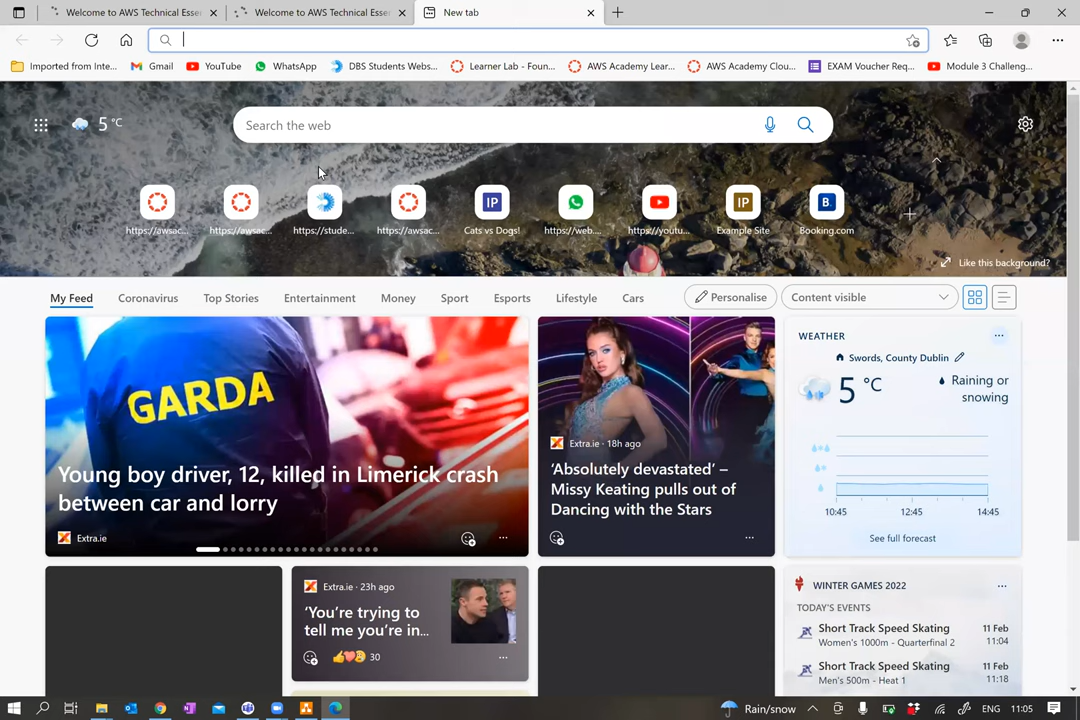 Welcome to AWS Technical Essen
Welcome to AWS Technical Essen
New tab
Imported from Inte...
Gmail
YouTube
WhatsApp
DBS Students Webs...
Learner Lab - Foun...
AWS Academy Lear...
AWS Academy Clou...
EXAM Voucher Req...
Module 3 Challeng...
5 °C
Search the web
https://awsac...
https://awsac...
https://stude...
https://awsac...
IP
Cats vs Dogs!
https://web....
https://youtu...
IP
Example Site
B.
Booking.com
Like this background?
My Feed
Coronavirus
Top Stories
Entertainment
Money
Sport
Esports
Lifestyle
Cars
Personalise
Content visible
GARDA
Young boy driver, 12, killed in Limerick crash
between car and lorry
Extra.ie
Extra.ie · 18h ago
‘Absolutely devastated’ –
Missy Keating pulls out of
Dancing with the Stars
WEATHER
Swords, County Dublin
5 °C
Raining or
snowing
10:45
12:45
14:45
See full forecast
Extra.ie · 23h ago
‘You’re trying to
tell me you’re in...
30
WINTER GAMES 2022
TODAY'S EVENTS
Short Track Speed Skating
Women's 1000m - Quarterfinal 2
11 Feb
11:04
Short Track Speed Skating
Men's 500m - Heat 1
11 Feb
11:18
Rain/snow
ENG
11:05